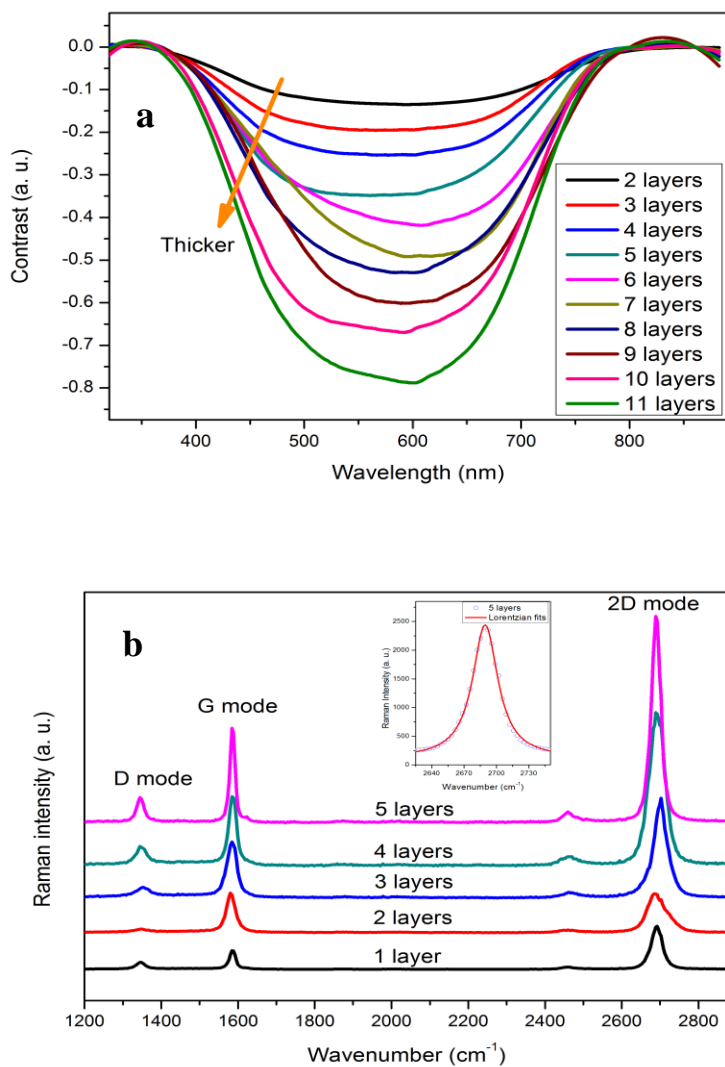 0.0
-0.1
-0.2
-0.3
-0.4
-0.5
-0.6
-0.7
-0.8
Contrast (a. u.)
a
Thicker
2 layers
3 layers
4 layers
5 layers
6 layers
7 layers
8 layers
9 layers
10 layers
11 layers
400 500 600 700 800
Wavelength (nm)
b
Raman intensity (a. u.)
D mode
G mode
2D mode
5 layers
Lorentzian fits
Raman Intensity (a. u.)
2500
2000
1500
1000
500
0
2640 2670 2700 2730
Wavenumber (cm⁻¹)
5 layers
4 layers
3 layers
2 layers
1 layer
1200 1400 1600 1800 2000 2200 2400 2600 2800
Wavenumber (cm⁻¹)